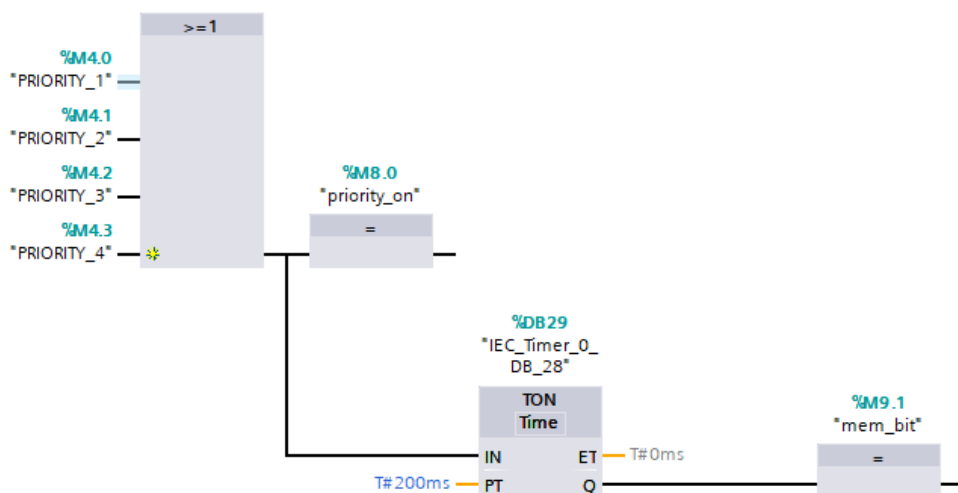 >=1
%M4.0
"PRIORITY_1"
%M4.1
"PRIORITY_2"
%M4.2
"PRIORITY_3"
%M4.3
"PRIORITY_4"
%M8.0
"priority_on"
=
%DB29
"IEC_Timer_0_
DB_28"
TON
Time
IN ET T#0ms
T#200ms PT Q
%M9.1
"mem_bit"
=